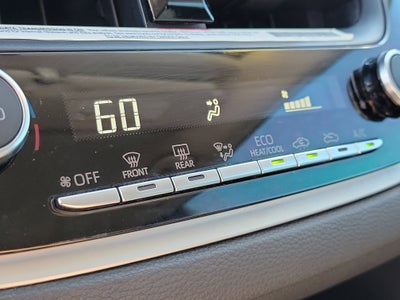 60
OFF
FRONT
REAR
ECO
HEAT/COOL
A/C